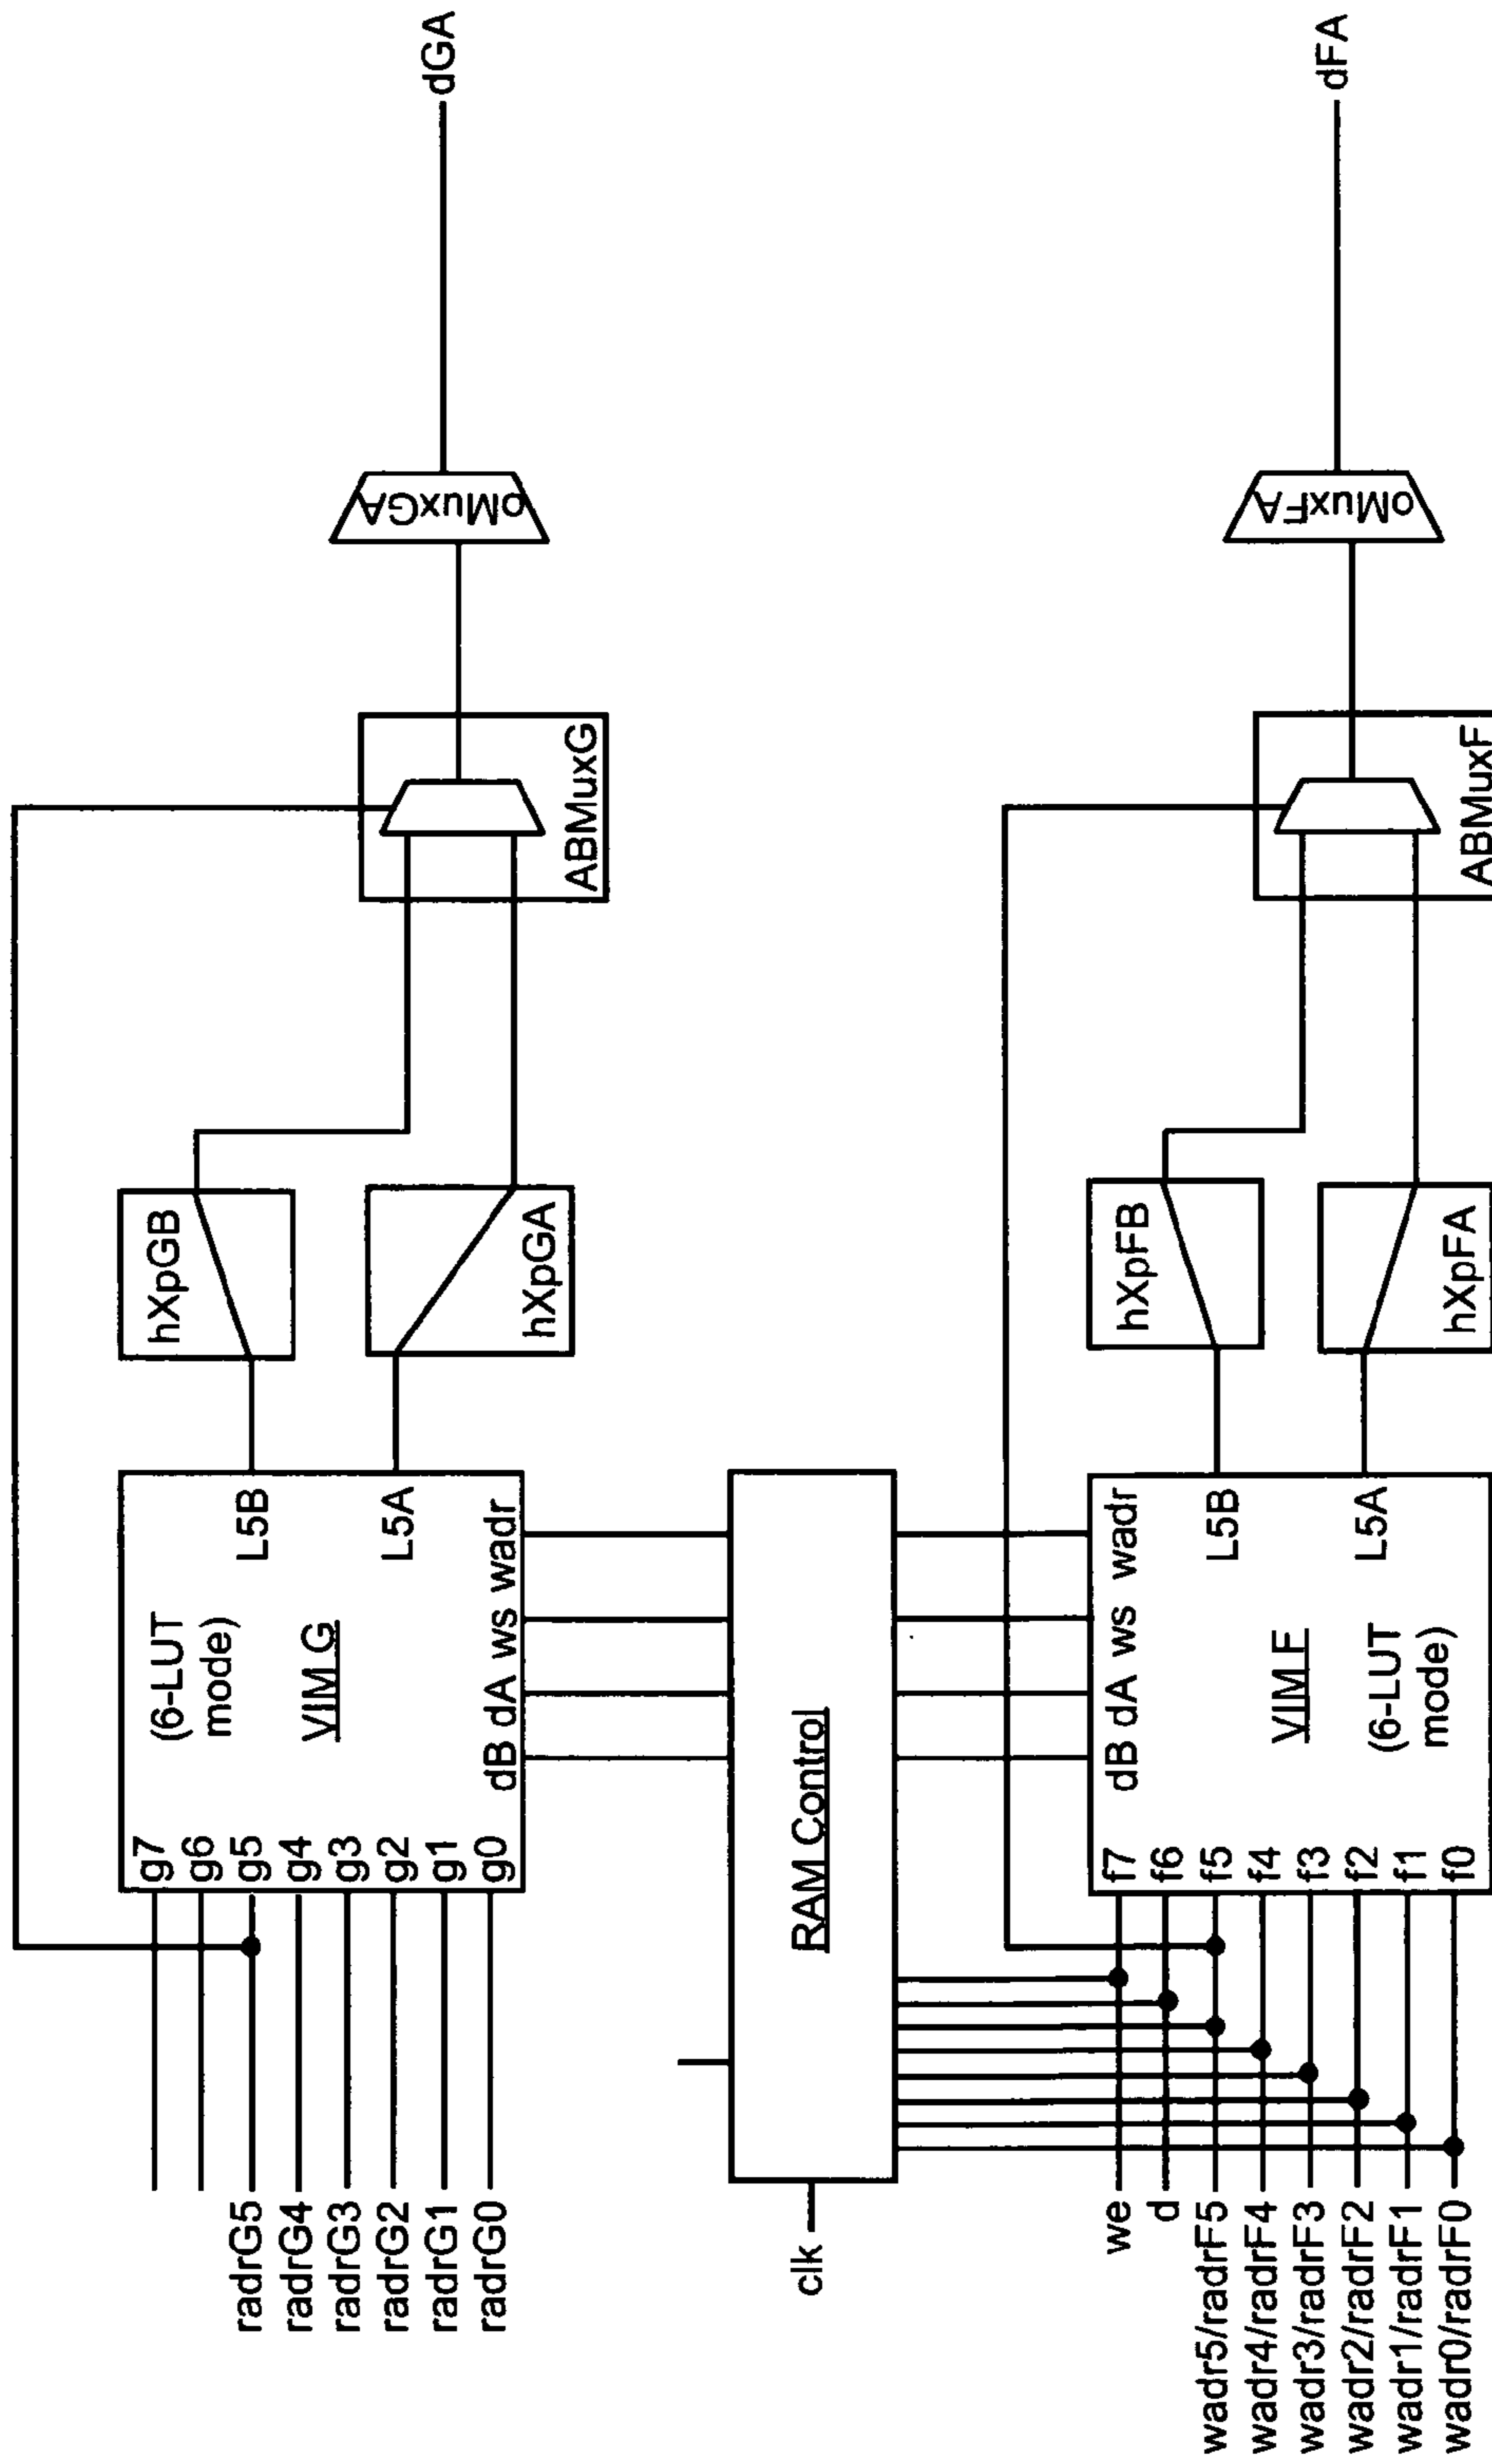 dGA
oMuxGA
ABMuxG
hXpGB
hXpGA
L5B
L5A
(6-LUT
mode)
VIM G
dB dA ws wadr
g7
g6
g5
g4
g3
g2
g1
g0
radrG5
radrG4
radrG3
radrG2
radrG1
radrG0
RAM Control
clk
dFA
oMuxFA
ABMuxF
hXpFB
hXpFA
dB dA ws wadr
L5B
L5A
VIM F
(6-LUT
mode)
f7
f6
f5
f4
f3
f2
f1
f0
we
d
wadr5/radrF5
wadr4/radrF4
wadr3/radrF3
wadr2/radrF2
wadr1/radrF1
wadr0/radrF0